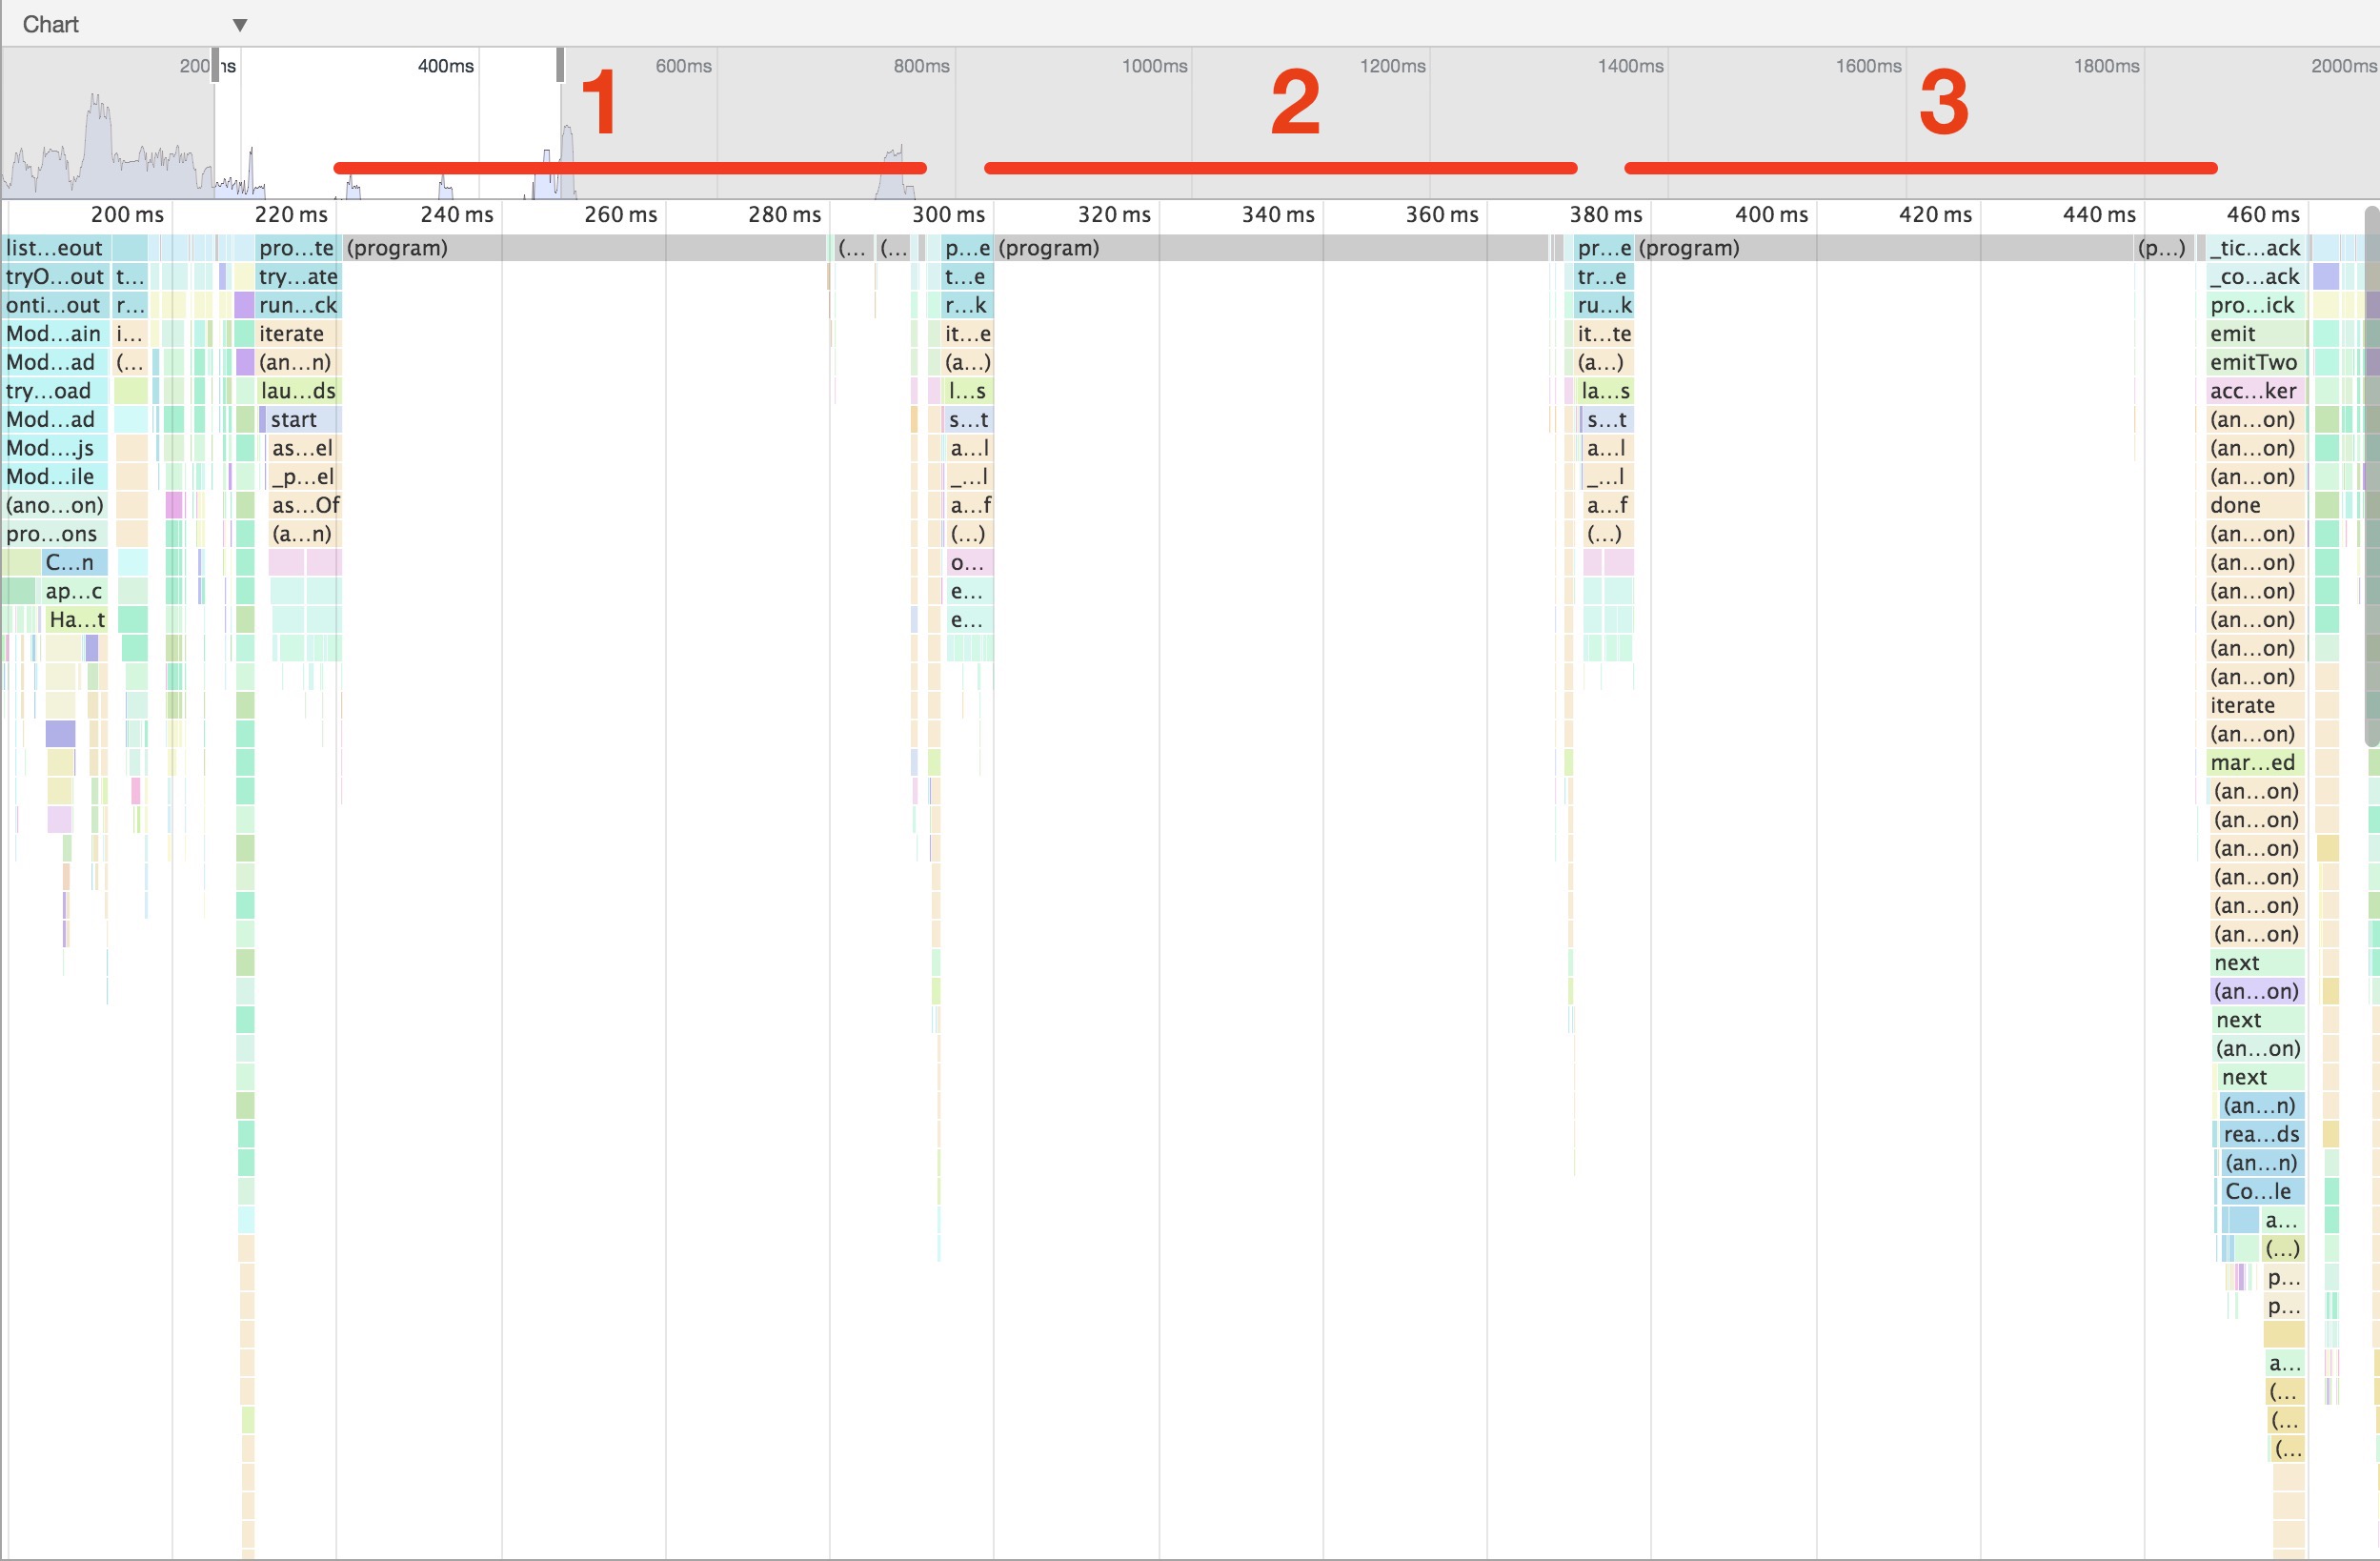 Chart ▼
200ms 400ms 600ms 800ms 1000ms 1200ms 1400ms 1600ms 1800ms 2000ms
1 2 3
200 ms 220 ms 240 ms 260 ms 280 ms 300 ms 320 ms 340 ms 360 ms 380 ms 400 ms 420 ms 440 ms 460 ms
list…eout pro…te (program) (… (… p…e (program) pr…e (program) (p…) _tic…ack
tryO…out t… try…ate t…e tr…e _co…ack
onti…out r… run…ck r…k ru…k pro…ick
Mod…ain i… iterate it…e it…te emit
Mod…ad (… (an…n) (a…) (a…) emitTwo
try…oad lau…ds l…s la…s acc…ker
Mod…ad start s…t s…t (an…on)
Mod….js as…el a…l a…l (an…on)
Mod…ile _p…el _…l _…l (an…on)
(ano…on) as…Of a…f a…f done
pro…ons (a…n) (…) (…) (an…on)
C…n o… (an…on)
ap…c e… (an…on)
Ha…t e… (an…on)
(an…on)
(an…on)
iterate
(an…on)
mar…ed
(an…on)
(an…on)
(an…on)
(an…on)
(an…on)
(an…on)
next
(an…on)
next
(an…on)
next
(an…n)
rea…ds
(an…n)
Co…le
a…
(…)
p…
p…
a…
(…
(…
(…